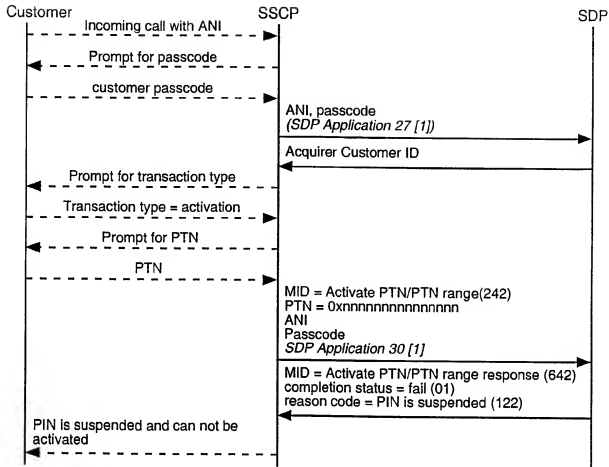 Customer
SSCP
SDP
Incoming call with ANI
Prompt for passcode
customer passcode
ANI, passcode
(SDP Application 27 [1])
Acquirer Customer ID
Prompt for transaction type
Transaction type = activation
Prompt for PTN
PTN
MID = Activate PTN/PTN range(242)
PTN = 0xnnnnnnnnnnnnnnnn
ANI
Passcode
SDP Application 30 [1]
MID = Activate PTN/PTN range response (642)
completion status = fail (01)
reason code = PIN is suspended (122)
PIN is suspended and can not be
activated